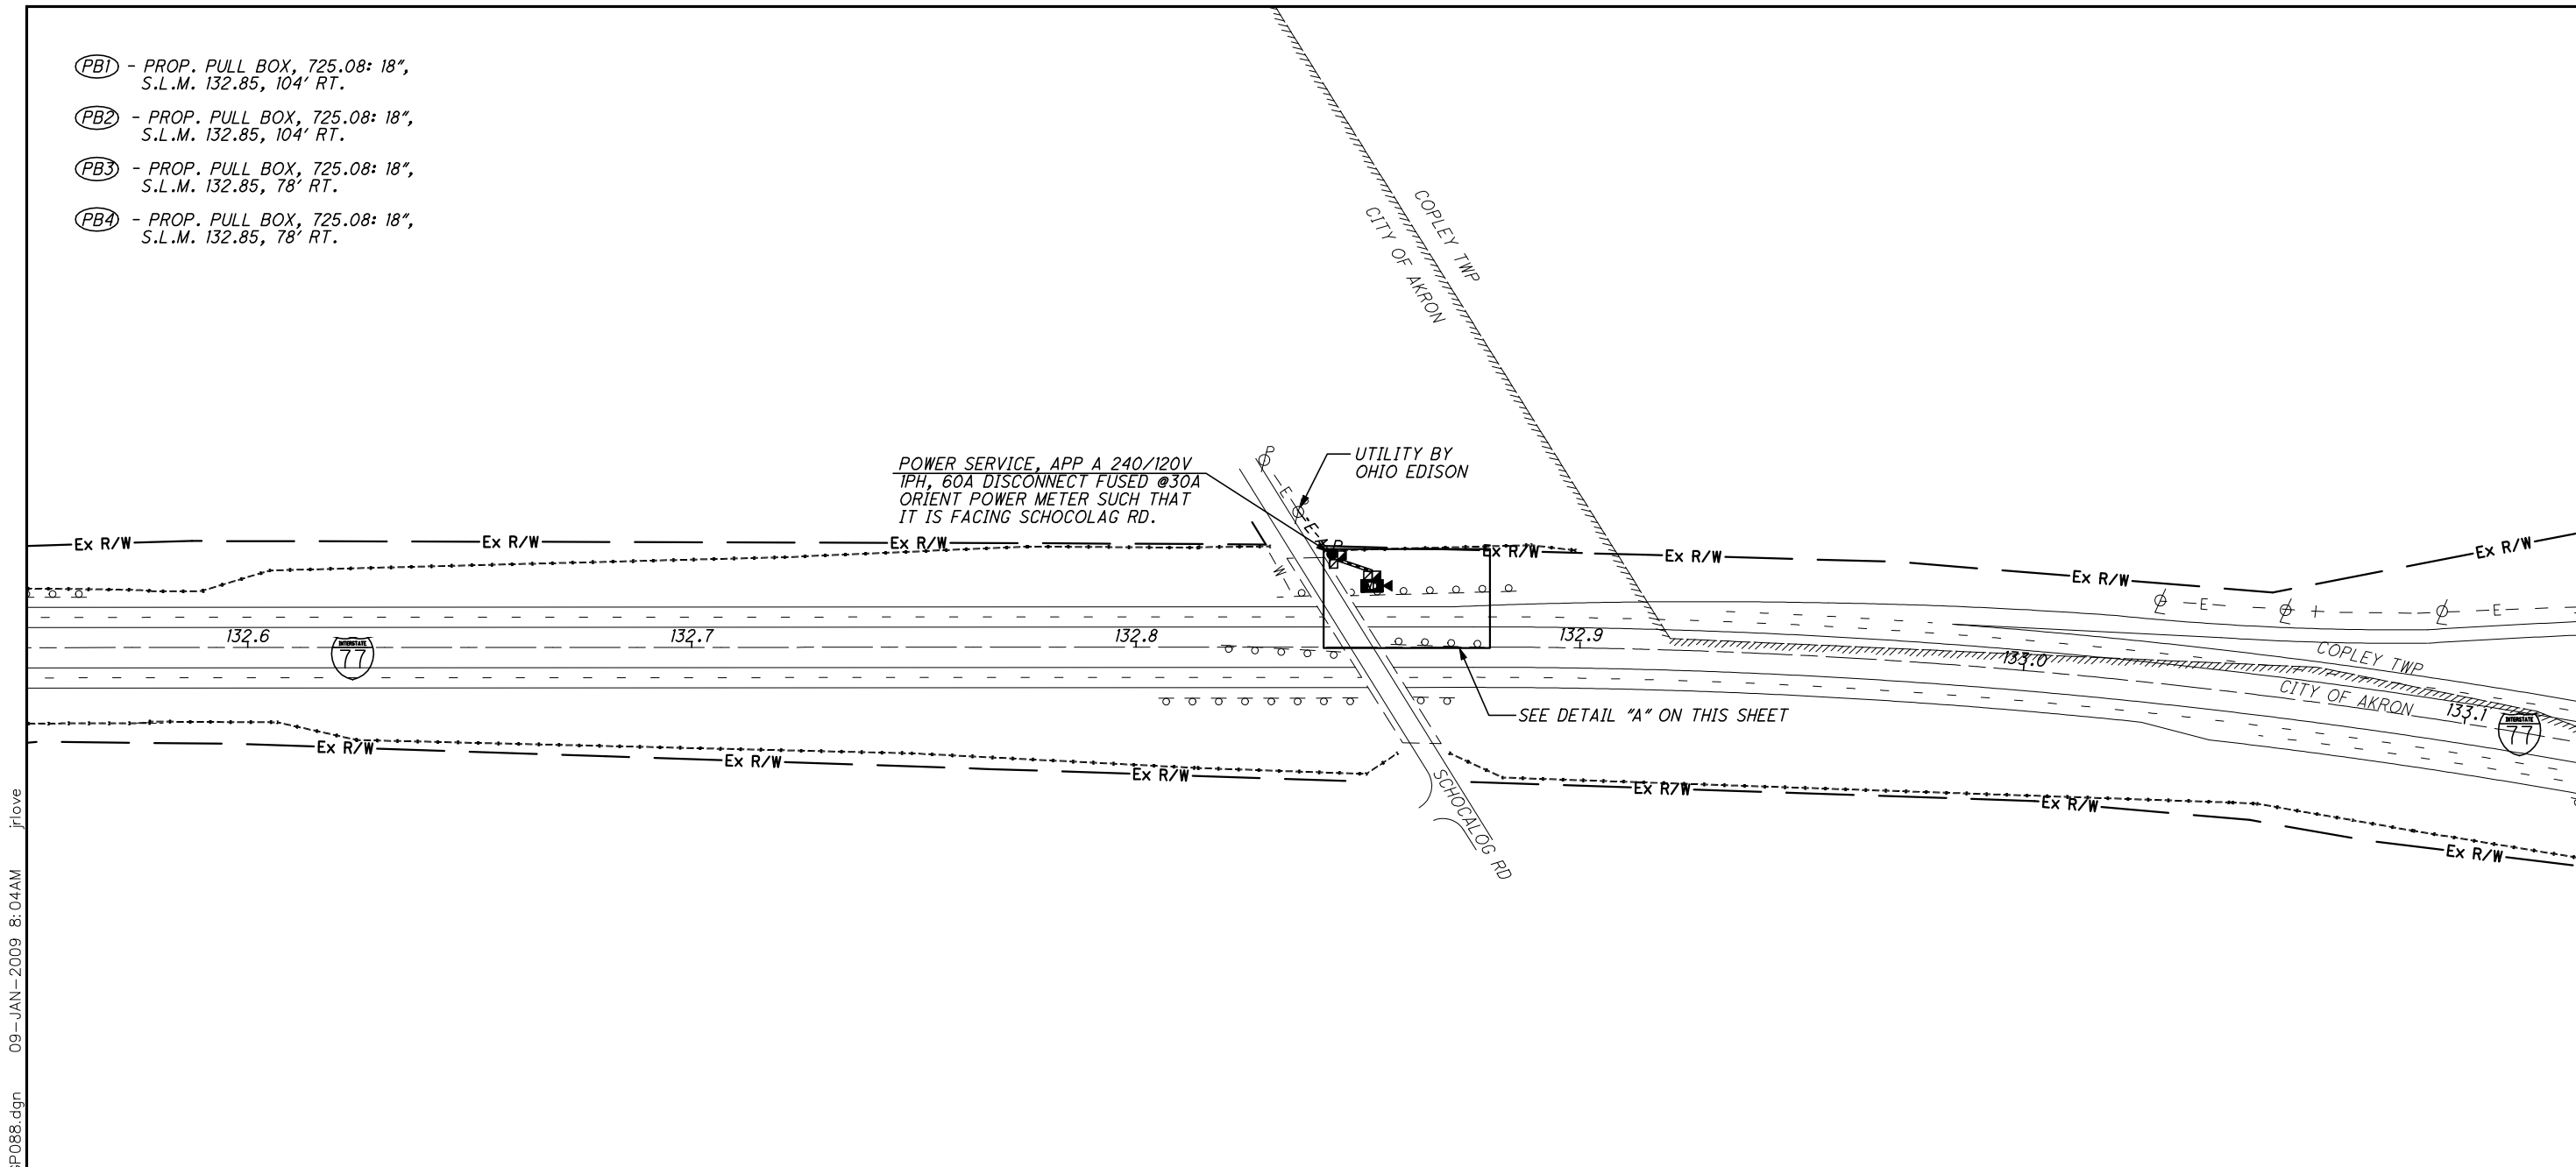 PB1 - PROP. PULL BOX, 725.08: 18",
S.L.M. 132.85, 104' RT.
PB2 - PROP. PULL BOX, 725.08: 18",
S.L.M. 132.85, 104' RT.
PB3 - PROP. PULL BOX, 725.08: 18",
S.L.M. 132.85, 78' RT.
PB4 - PROP. PULL BOX, 725.08: 18",
S.L.M. 132.85, 78' RT.
COPLEY TWP
CITY OF AKRON
POWER SERVICE, APP A 240/120V
1PH, 60A DISCONNECT FUSED @30A
ORIENT POWER METER SUCH THAT
IT IS FACING SCHOCOLAG RD.
UTILITY BY
OHIO EDISON
P
E
P
E
P
W
Ex R/W
Ex R/W
Ex R/W
Ex R/W
Ex R/W
Ex R/W
Ex R/W
E
E
132.6
132.7
132.8
132.9
133.0
133.1
INTERSTATE
77
COPLEY TWP
CITY OF AKRON
INTERSTATE
77
SEE DETAIL "A" ON THIS SHEET
Ex R/W
Ex R/W
Ex R/W
Ex R/W
Ex R/W
Ex R/W
SCHOCALOG RD
SP088.dgn 09-JAN-2009 8:04AM jrlove